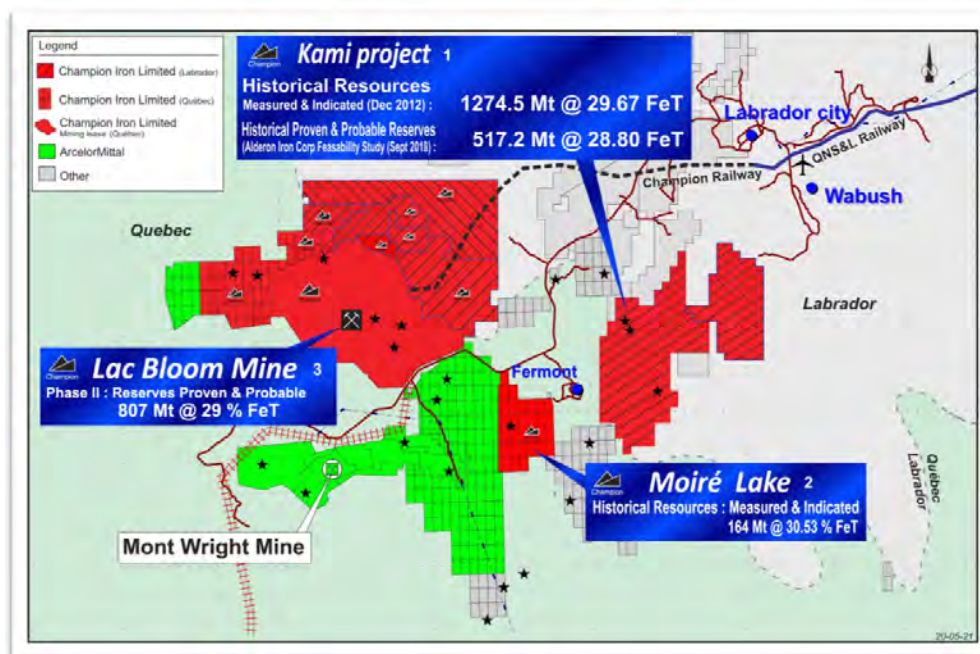 Legend
Champion Iron Limited (Labrador)
Champion Iron Limited (Québec)
Champion Iron Limited
Mining lease (Québec)
ArcelorMittal
Other
Champion
Kami project 1
Historical Resources
Measured & Indicated (Dec 2012) : 1274.5 Mt @ 29.67 FeT
Historical Proven & Probable Reserves
(Alderon Iron Corp Feasability Study (Sept 2018) : 517.2 Mt @ 28.80 FeT
Labrador city
QNS&L Railway
Champion Railway
Wabush
Quebec
Labrador
Champion
Lac Bloom Mine 3
Phase II : Reserves Proven & Probable
807 Mt @ 29 % FeT
Fermont
Champion
Moiré Lake 2
Historical Resources : Measured & Indicated
164 Mt @ 30.53 % FeT
Québec
Labrador
Mont Wright Mine
20-05-21